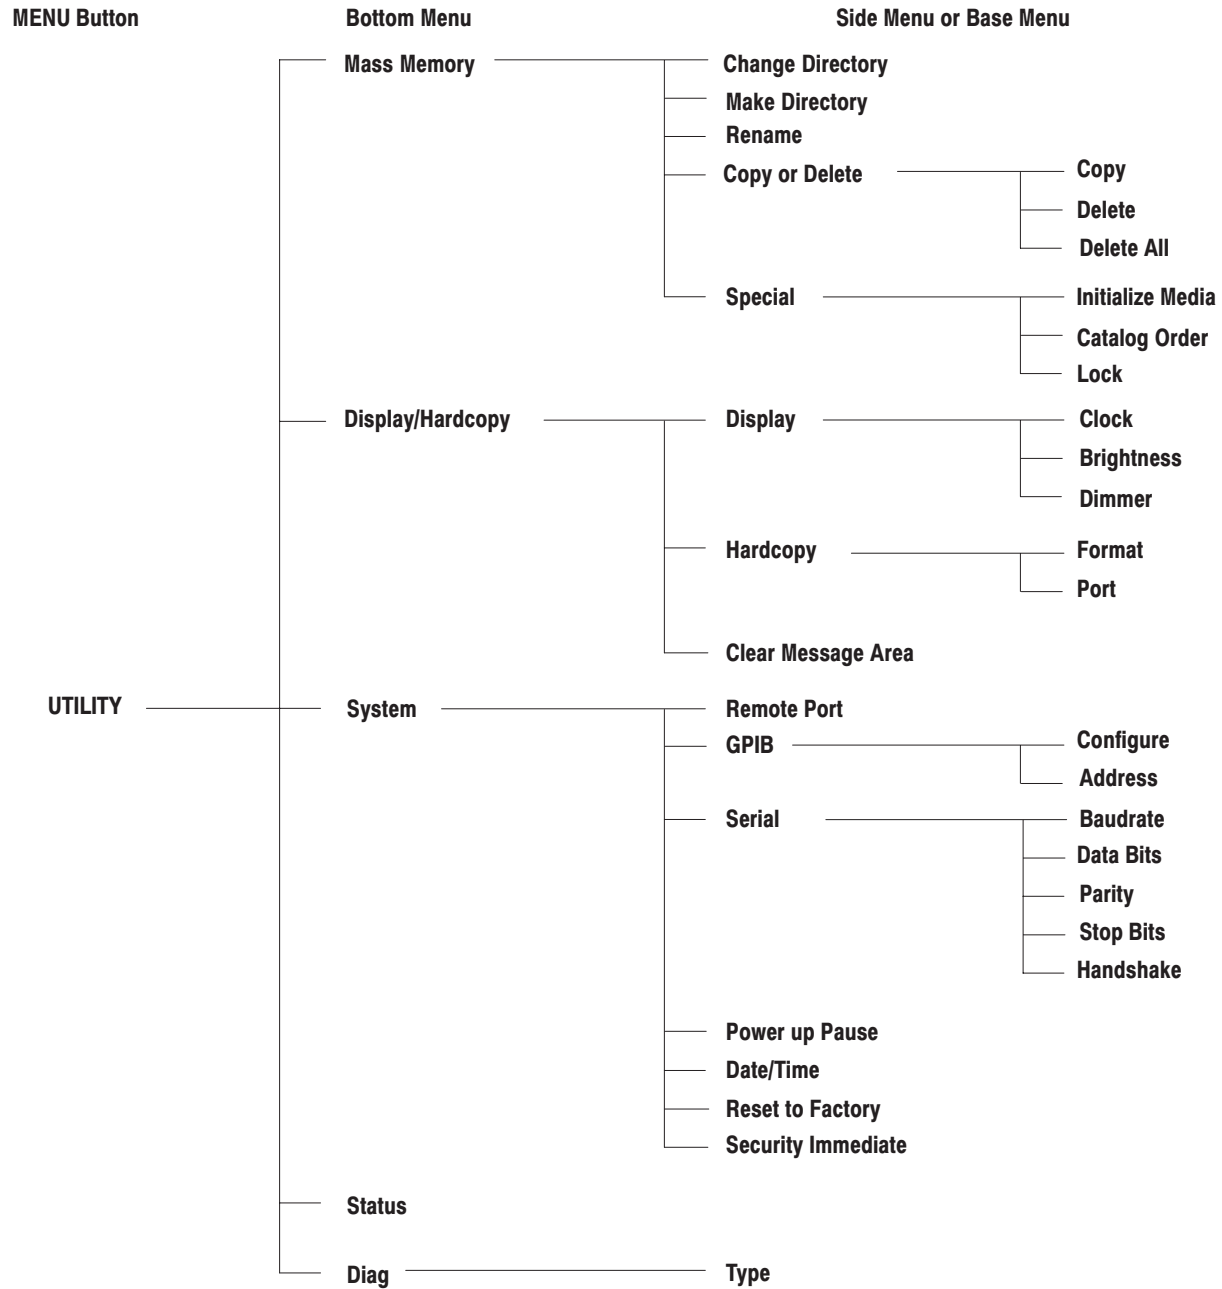 MENU Button Bottom Menu Side Menu or Base Menu
Mass Memory Change Directory
Make Directory
Rename
Copy or Delete Copy
Delete
Delete All
Special Initialize Media
Catalog Order
Lock
Display/Hardcopy Display Clock
Brightness
Dimmer
Hardcopy Format
Port
Clear Message Area
UTILITY System Remote Port
GPIB Configure
Address
Serial Baudrate
Data Bits
Parity
Stop Bits
Handshake
Power up Pause
Date/Time
Reset to Factory
Security Immediate
Status
Diag Type